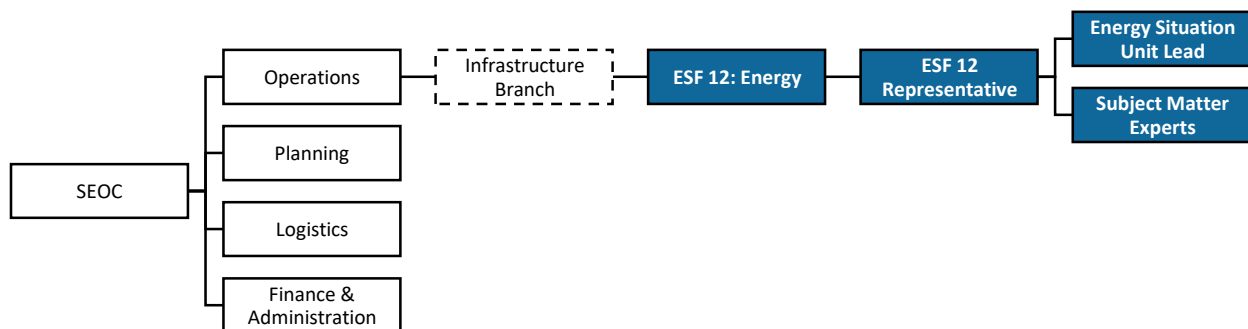 SEOC
Operations
Planning
Logistics
Finance &
Administration
Infrastructure
Branch
ESF 12: Energy
ESF 12
Representative
Energy Situation
Unit Lead
Subject Matter
Experts